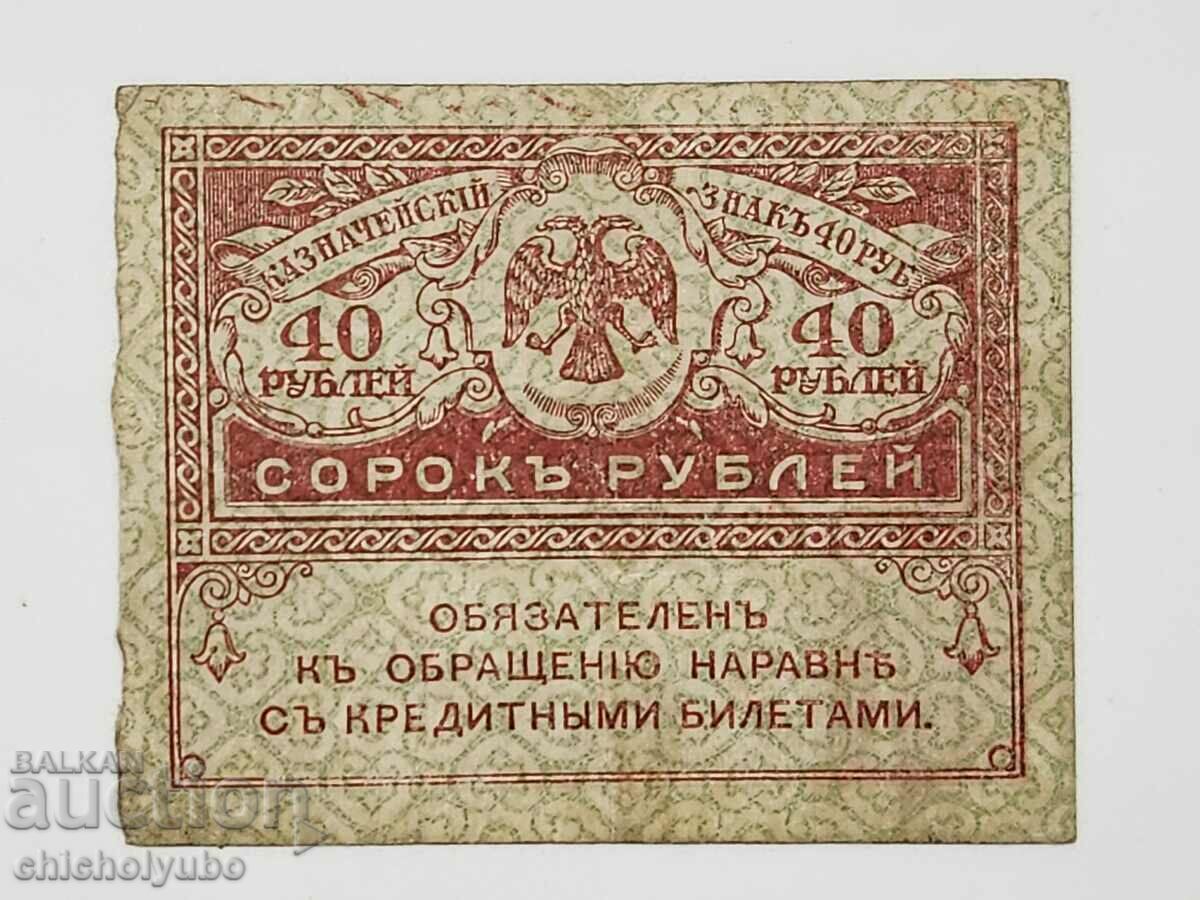 КАЗНАЧЕЙСКІЙ ЗНАКЪ 40 РУБ
40 РУБЛЕЙ
40 РУБЛЕЙ
СОРОКЪ РУБЛЕЙ
ОБЯЗАТЕЛЕНЪ
КЪ ОБРАЩЕНІЮ НАРАВНѢ
СЪ КРЕДИТНЫМИ БИЛЕТАМИ.
BALKAN
auction
chicholyubo